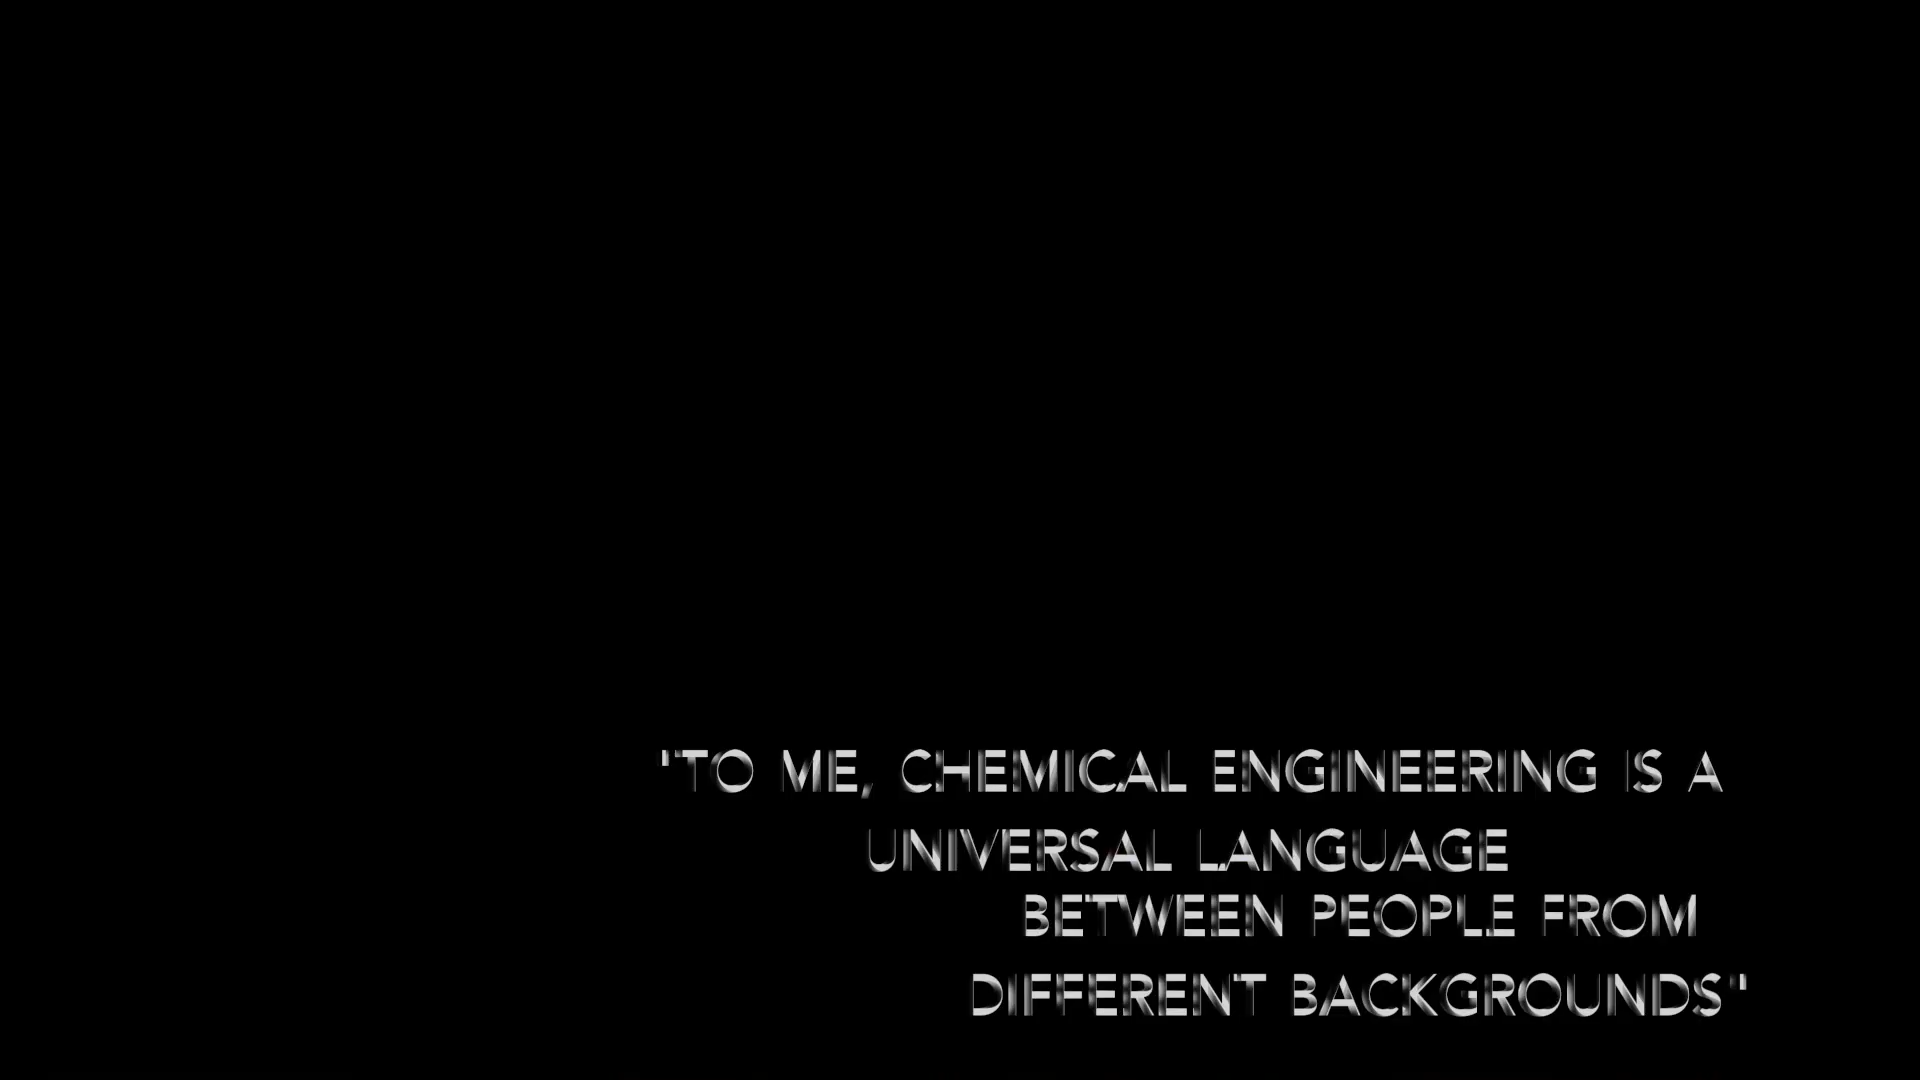 "TO ME, CHEMICAL ENGINEERING IS A
UNIVERSAL LANGUAGE
BETWEEN PEOPLE FROM
DIFFERENT BACKGROUNDS"